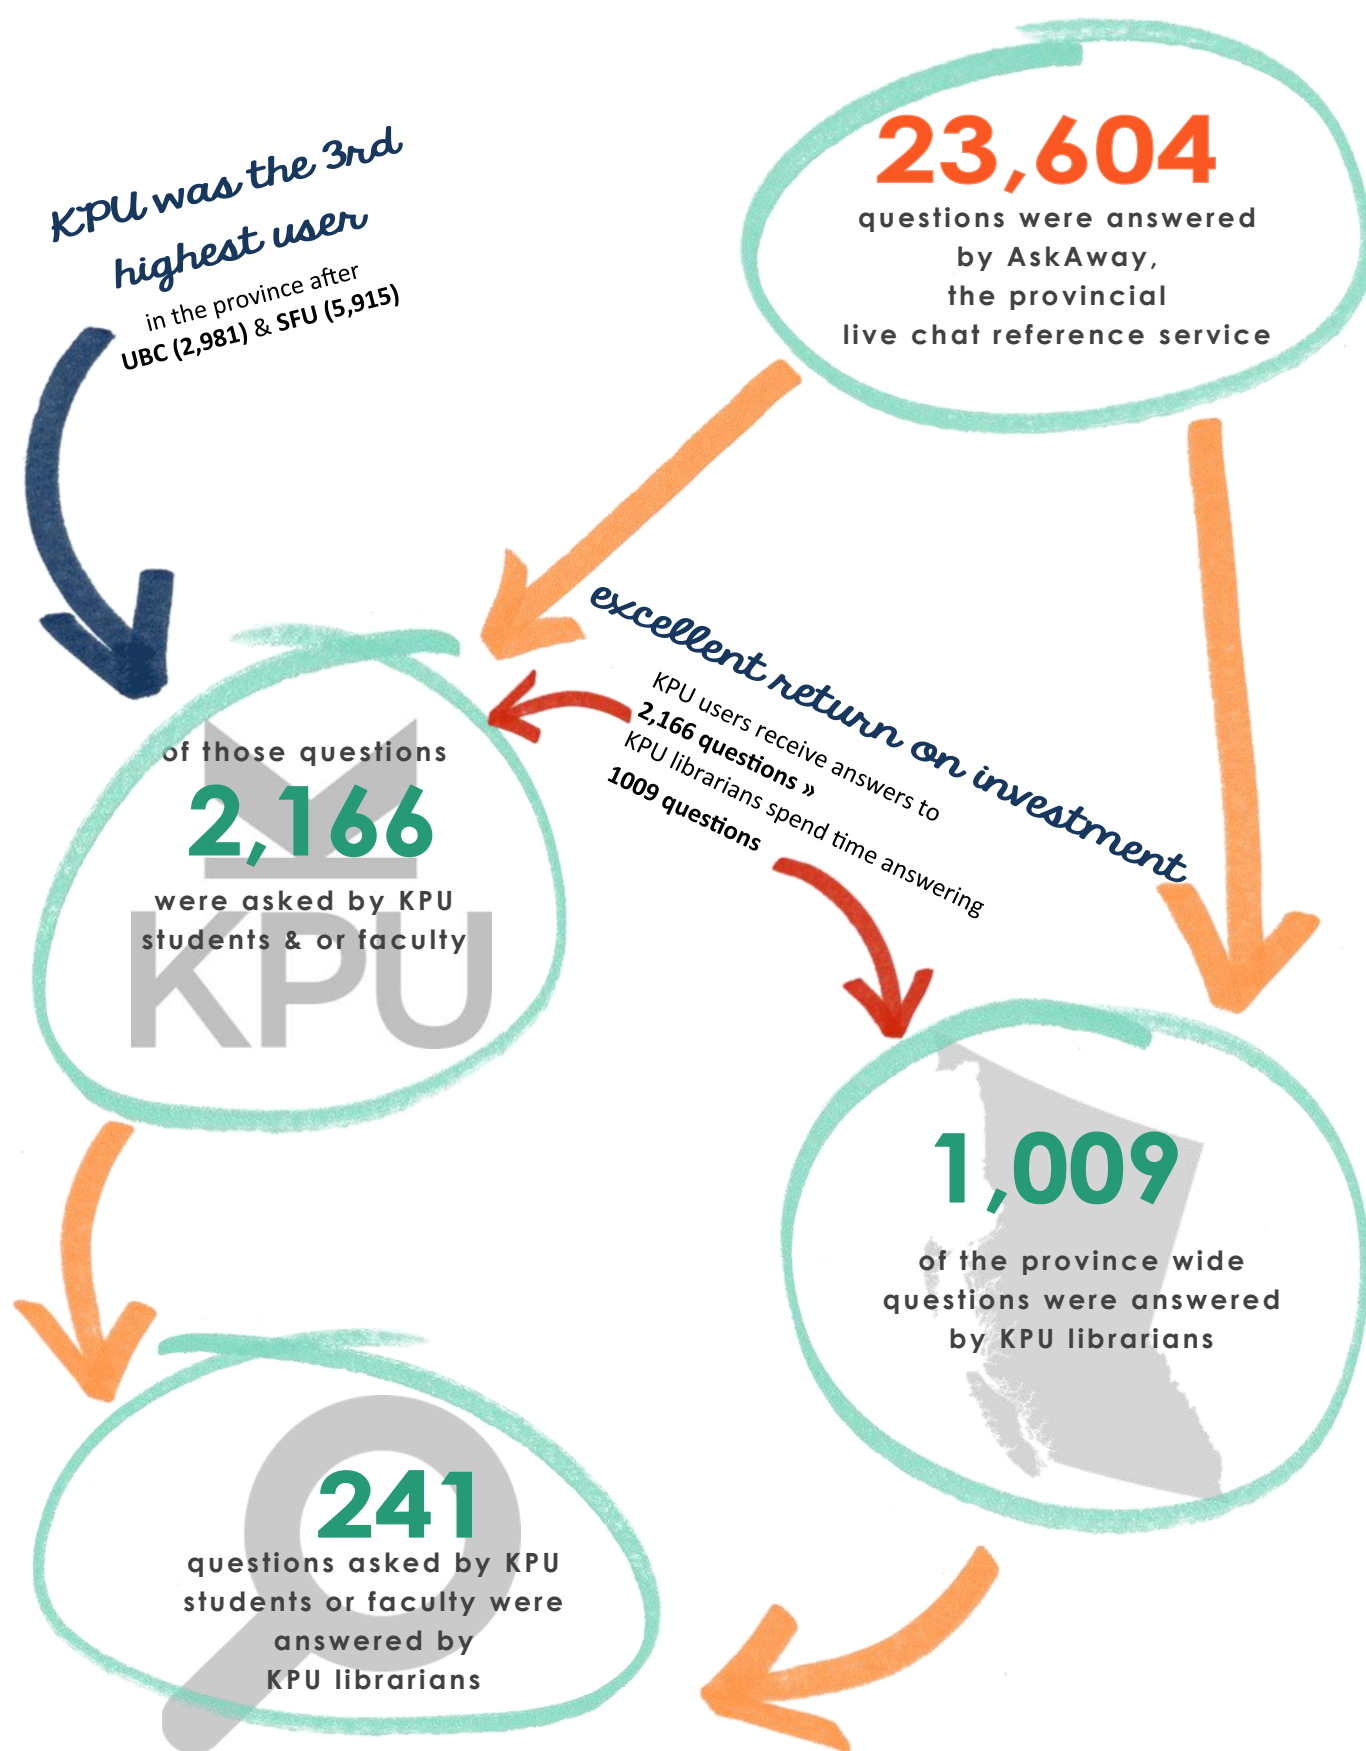 KPU was the 3rd
highest user
in the province after
UBC (2,981) & SFU (5,915)
23,604
questions were answered
by AskAway,
the provincial
live chat reference service
excellent return on investment
KPU users receive answers to
2,166 questions »
KPU librarians spend time answering
1009 questions
of those questions
2,166
were asked by KPU
students & or faculty
KPU
1,009
of the province wide
questions were answered
by KPU librarians
241
questions asked by KPU
students or faculty were
answered by
KPU librarians